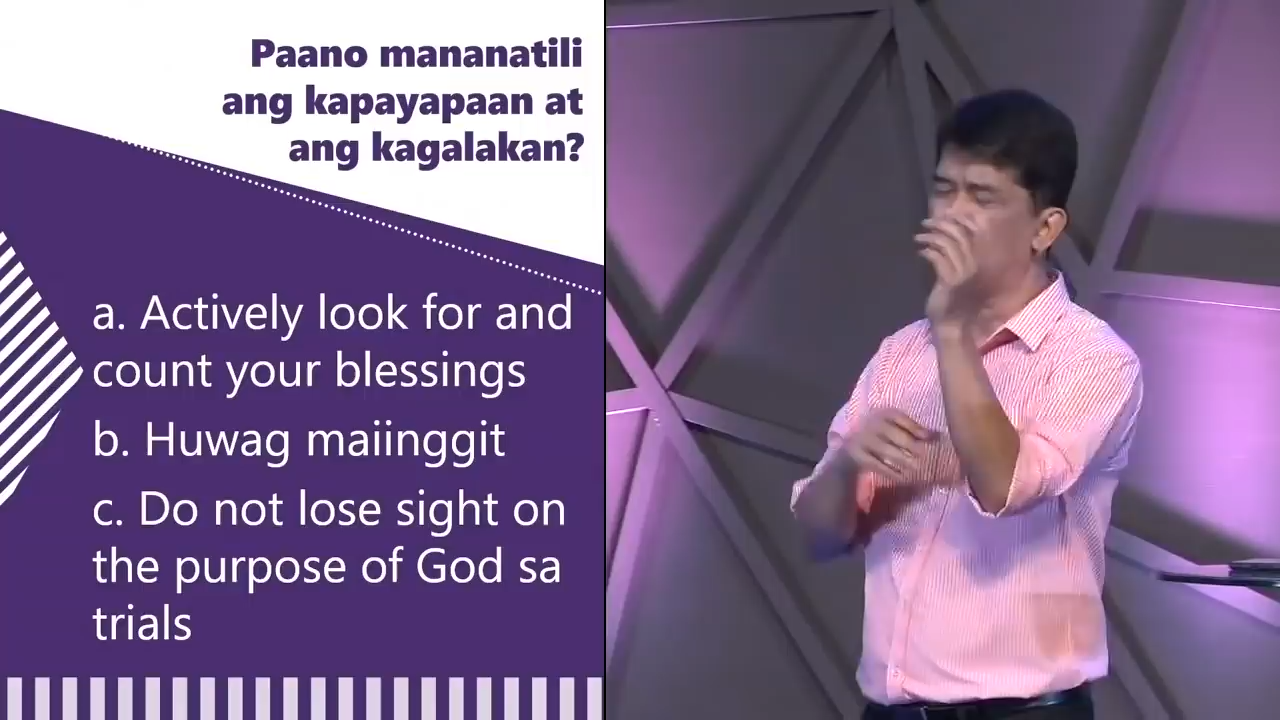 Paano mananatili
ang kapayapaan at
ang kagalakan?
a. Actively look for and
count your blessings
b. Huwag maiinggit
c. Do not lose sight on
the purpose of God sa
trials